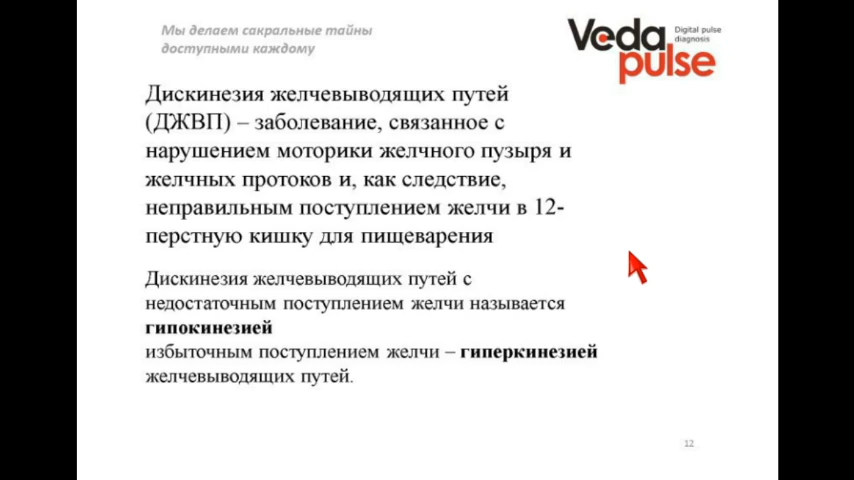 Мы делаем сакральные тайны
доступными каждому
Veda
pulse
Digital pulse
diagnosis
Дискинезия желчевыводящих путей
(ДЖВП) – заболевание, связанное с
нарушением моторики желчного пузыря и
желчных протоков и, как следствие,
неправильным поступлением желчи в 12-
перстную кишку для пищеварения
Дискинезия желчевыводящих путей с
недостаточным поступлением желчи называется
гипокинезией
избыточным поступлением желчи – гиперкинезией
желчевыводящих путей.
12